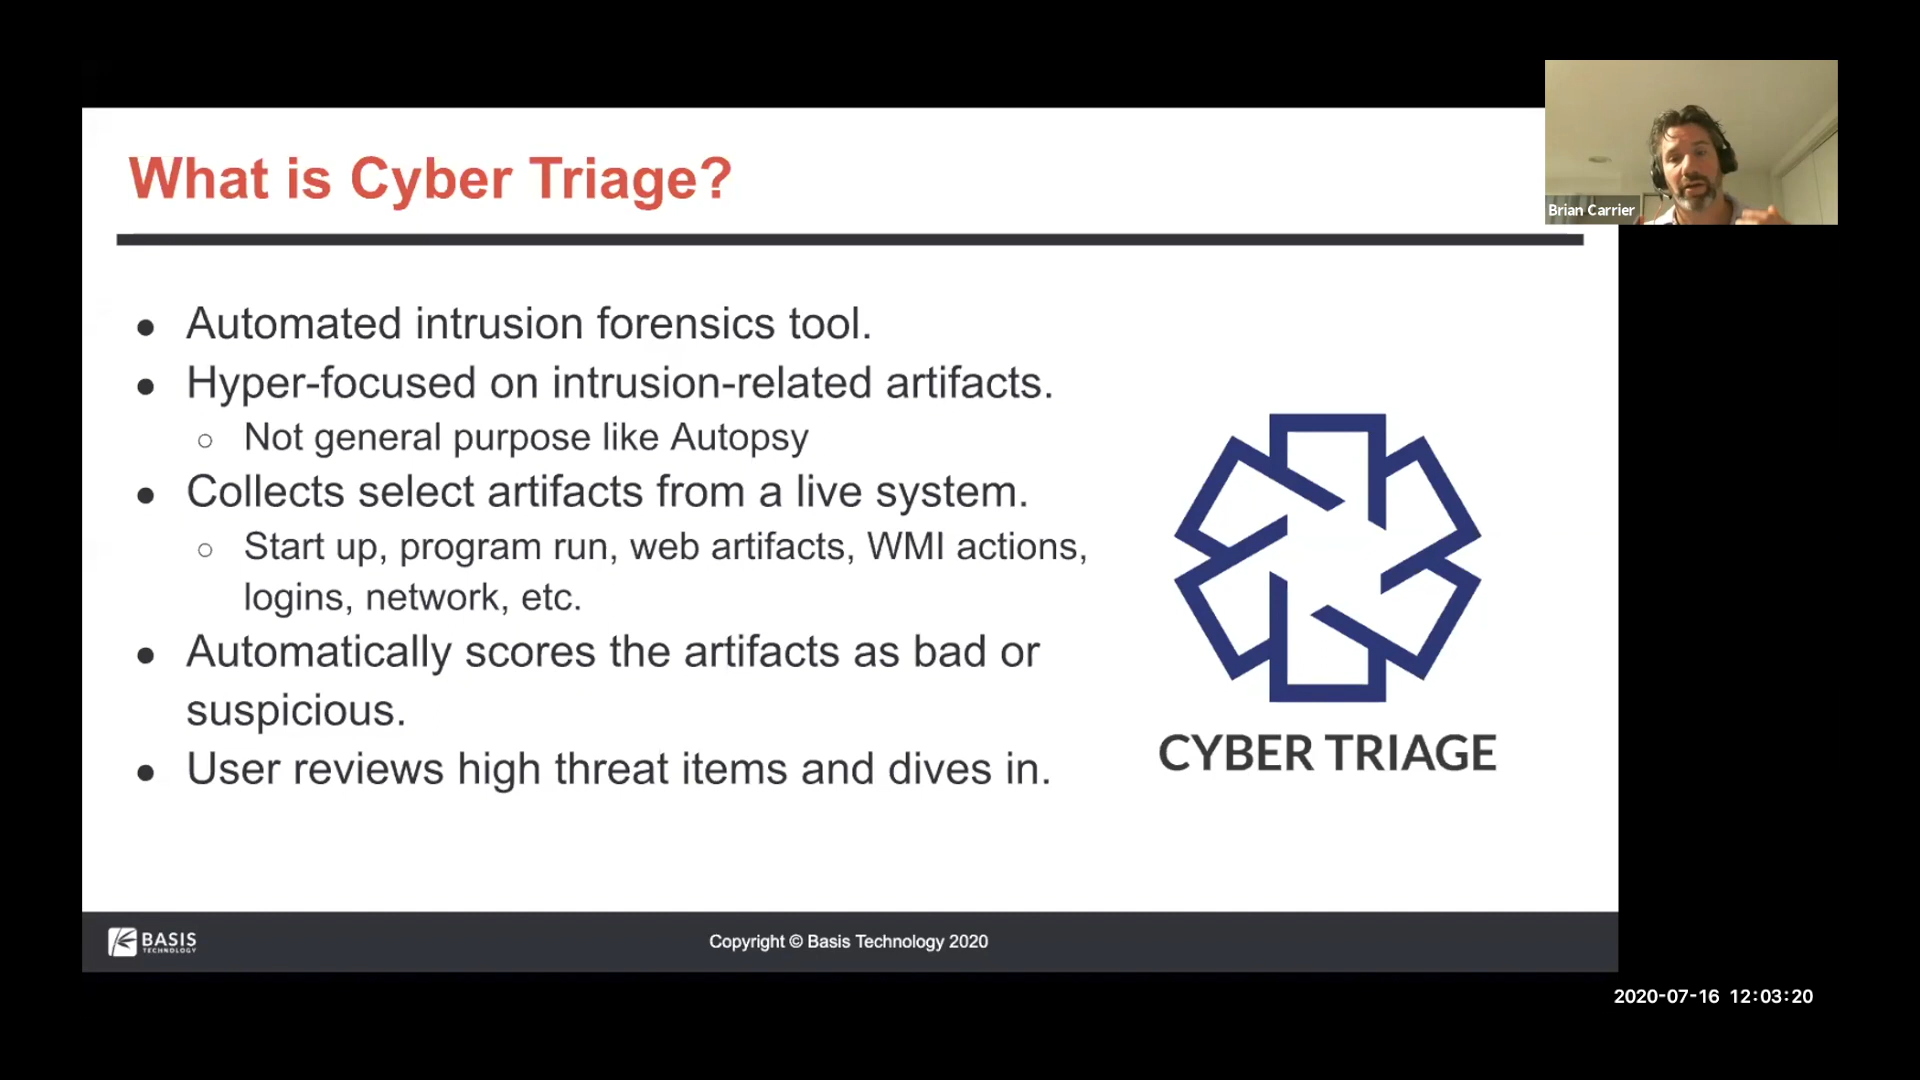 What is Cyber Triage?
Brian Carrier
● Automated intrusion forensics tool.
● Hyper-focused on intrusion-related artifacts.
○ Not general purpose like Autopsy
● Collects select artifacts from a live system.
○ Start up, program run, web artifacts, WMI actions,
logins, network, etc.
● Automatically scores the artifacts as bad or
suspicious.
● User reviews high threat items and dives in.
CYBER TRIAGE
BASIS
TECHNOLOGY
Copyright © Basis Technology 2020
2020-07-16 12:03:20